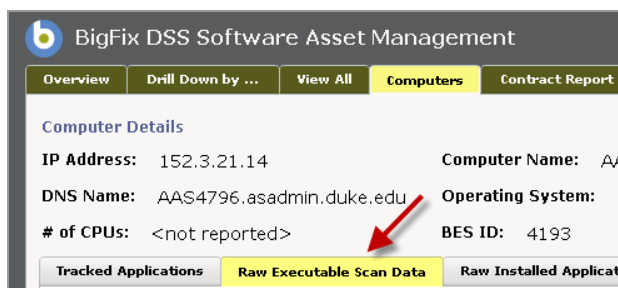 BigFix DSS Software Asset Management
Overview Drill Down by ... View All Computers Contract Report
Computer Details
IP Address: 152.3.21.14 Computer Name:
DNS Name: AAS4796.asadmin.duke.edu Operating System:
# of CPUs: <not reported> BES ID: 4193
Tracked Applications Raw Executable Scan Data Raw Installed